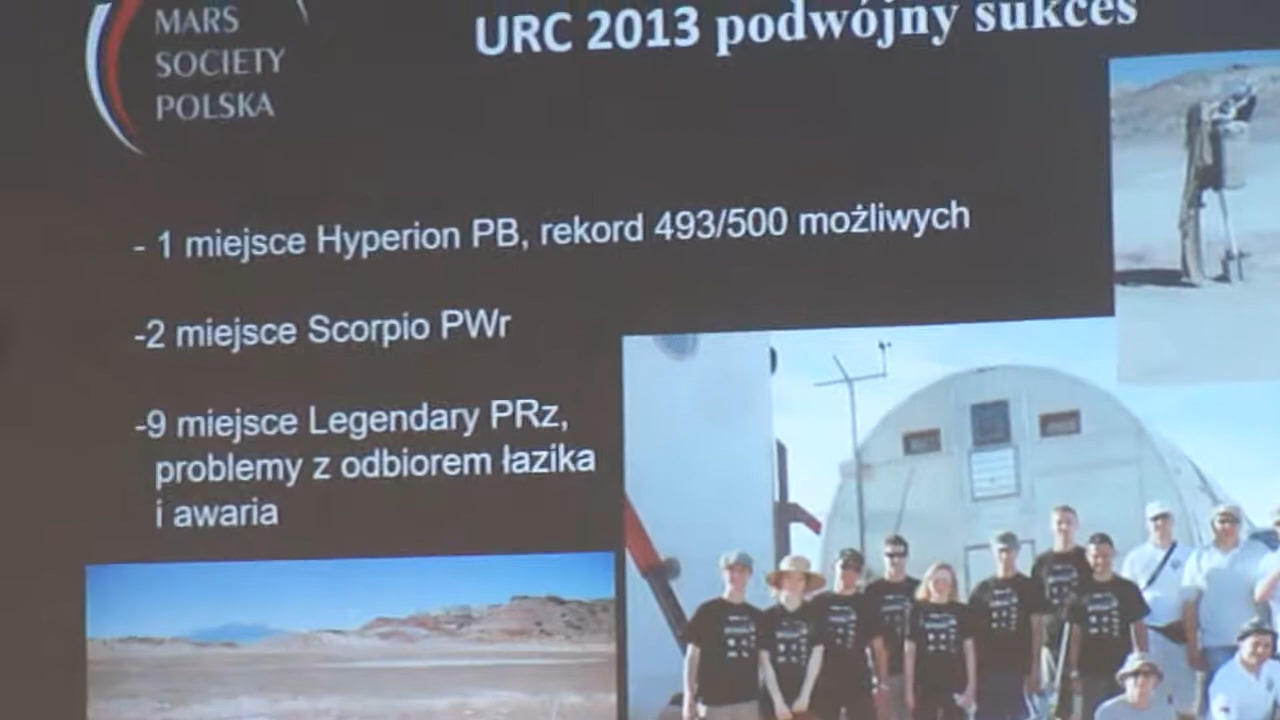 MARS
SOCIETY
POLSKA
URC 2013 podwójny sukces
- 1 miejsce Hyperion PB, rekord 493/500 możliwych
-2 miejsce Scorpio PWr
-9 miejsce Legendary PRz,
problemy z odbiorem łazika
i awaria